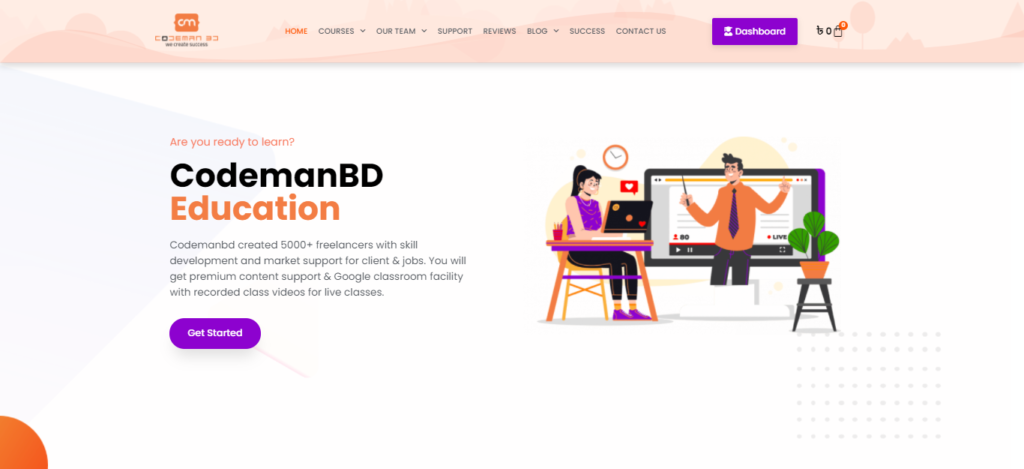 CODEMAN BD
we create success
HOME COURSES OUR TEAM SUPPORT REVIEWS BLOG SUCCESS CONTACT US
Dashboard
৳ 0
0
Are you ready to learn?
CodemanBD
Education
Codemanbd created 5000+ freelancers with skill
development and market support for client & jobs. You will
get premium content support & Google classroom facility
with recorded class videos for live classes.
Get Started
80
LIVE